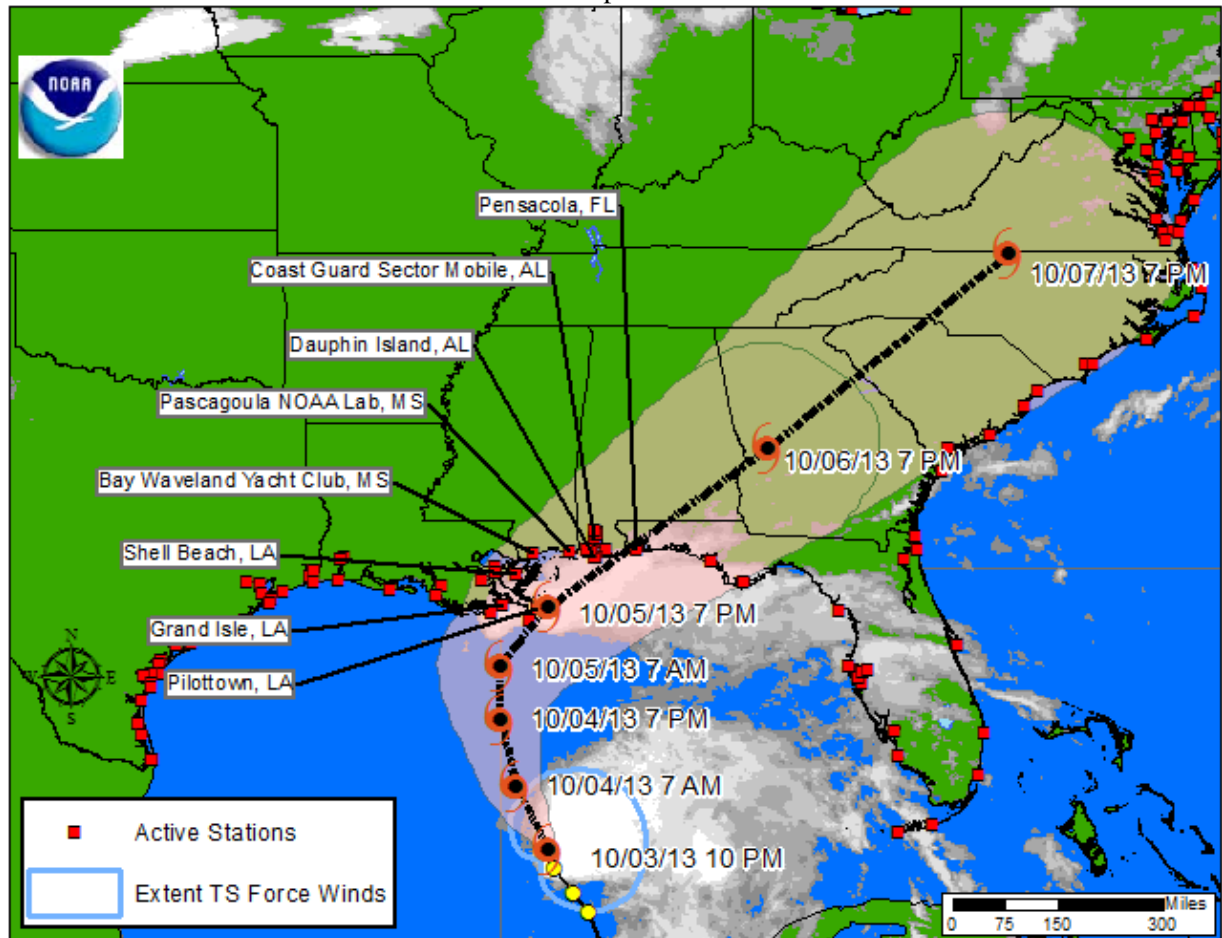 NOAA
Pensacola, FL
Coast Guard Sector Mobile, AL
Dauphin Island, AL
Pascagoula NOAA Lab, MS
Bay Waveland Yacht Club, MS
Shell Beach, LA
Grand Isle, LA
Pilottown, LA
10/07/13 7 PM
10/06/13 7 PM
10/05/13 7 PM
10/05/13 7 AM
10/04/13 7 PM
10/04/13 7 AM
10/03/13 10 PM
N
W E
S
Active Stations
Extent TS Force Winds
Miles
0 75 150 300